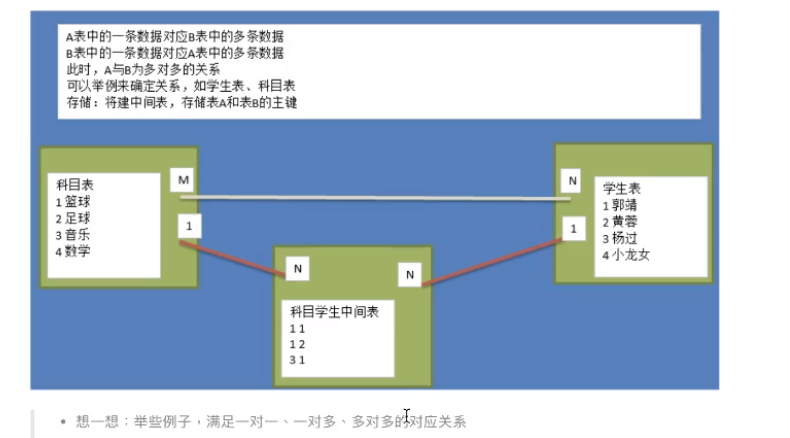 A表中的一条数据对应B表中的多条数据
B表中的一条数据对应A表中的多条数据
此时，A与B为多对多的关系
可以举例来确定关系，如学生表、科目表
存储：将建中间表，存储表A和表B的主键
科目表
1 篮球
2 足球
3 音乐
4 数学
M
1
N
1
学生表
1 郭靖
2 黄蓉
3 杨过
4 小龙女
N
N
科目学生中间表
1 1
1 2
3 1
• 想一想：举些例子，满足一对一、一对多、多对多的对应关系